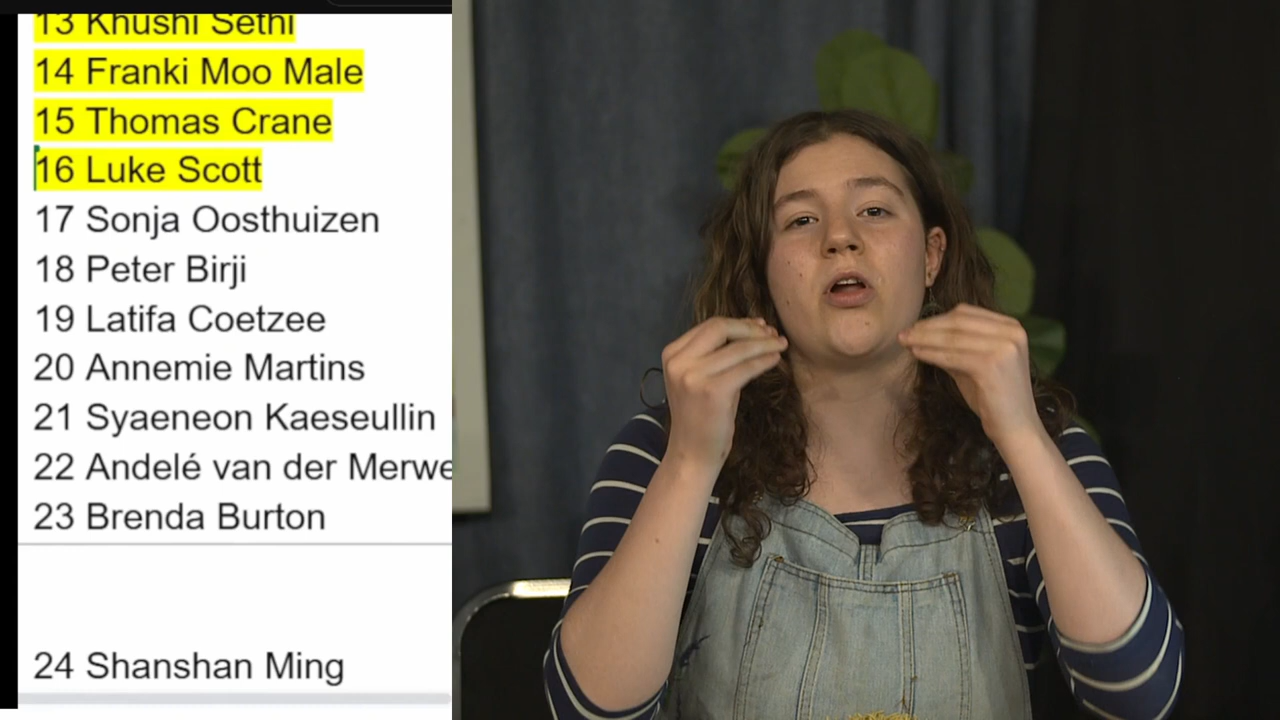 13 Khushi Sethi
14 Franki Moo Male
15 Thomas Crane
16 Luke Scott
17 Sonja Oosthuizen
18 Peter Birji
19 Latifa Coetzee
20 Annemie Martins
21 Syaeneon Kaeseullin
22 Andelé van der Merwe
23 Brenda Burton
24 Shanshan Ming